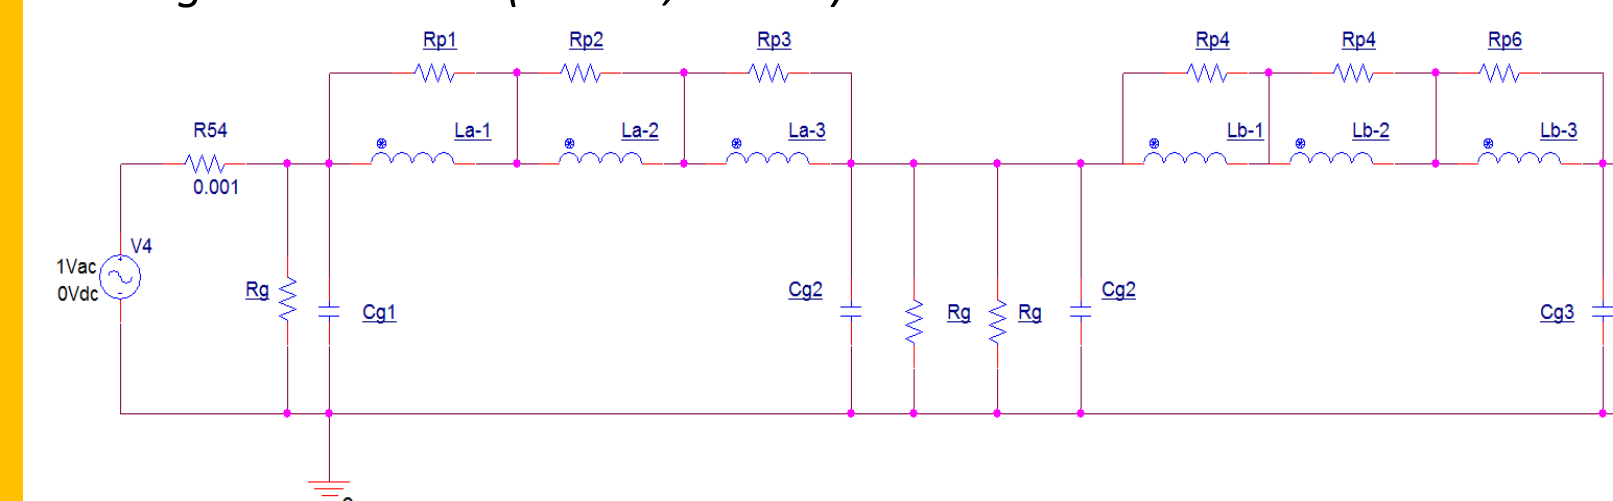 Rp1 Rp2 Rp3 Rp4 Rp4 Rp6
R54 La-1 La-2 La-3 Lb-1 Lb-2 Lb-3
0.001
V4
1Vac
0Vdc
Rg Cg1 Cg2 Rg Rg Cg2 Cg3